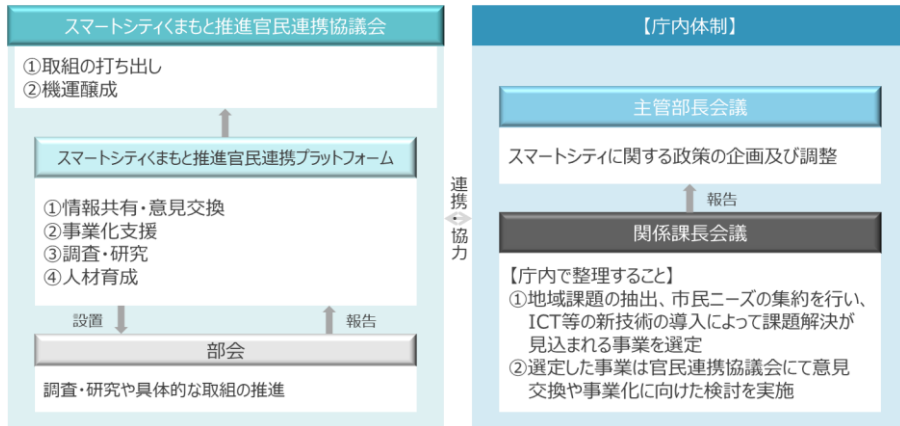 スマートシティくまもと推進官民連携協議会
①取組の打ち出し
②機運醸成
スマートシティくまもと推進官民連携プラットフォーム
①情報共有・意見交換
②事業化支援
③調査・研究
④人材育成
設置
報告
部会
調査・研究や具体的な取組の推進
連携・協力
【庁内体制】
主管部長会議
スマートシティに関する政策の企画及び調整
報告
関係課長会議
【庁内で整理すること】
①地域課題の抽出、市民ニーズの集約を行い、
ICT等の新技術の導入によって課題解決が
見込まれる事業を選定
②選定した事業は官民連携協議会にて意見
交換や事業化に向けた検討を実施